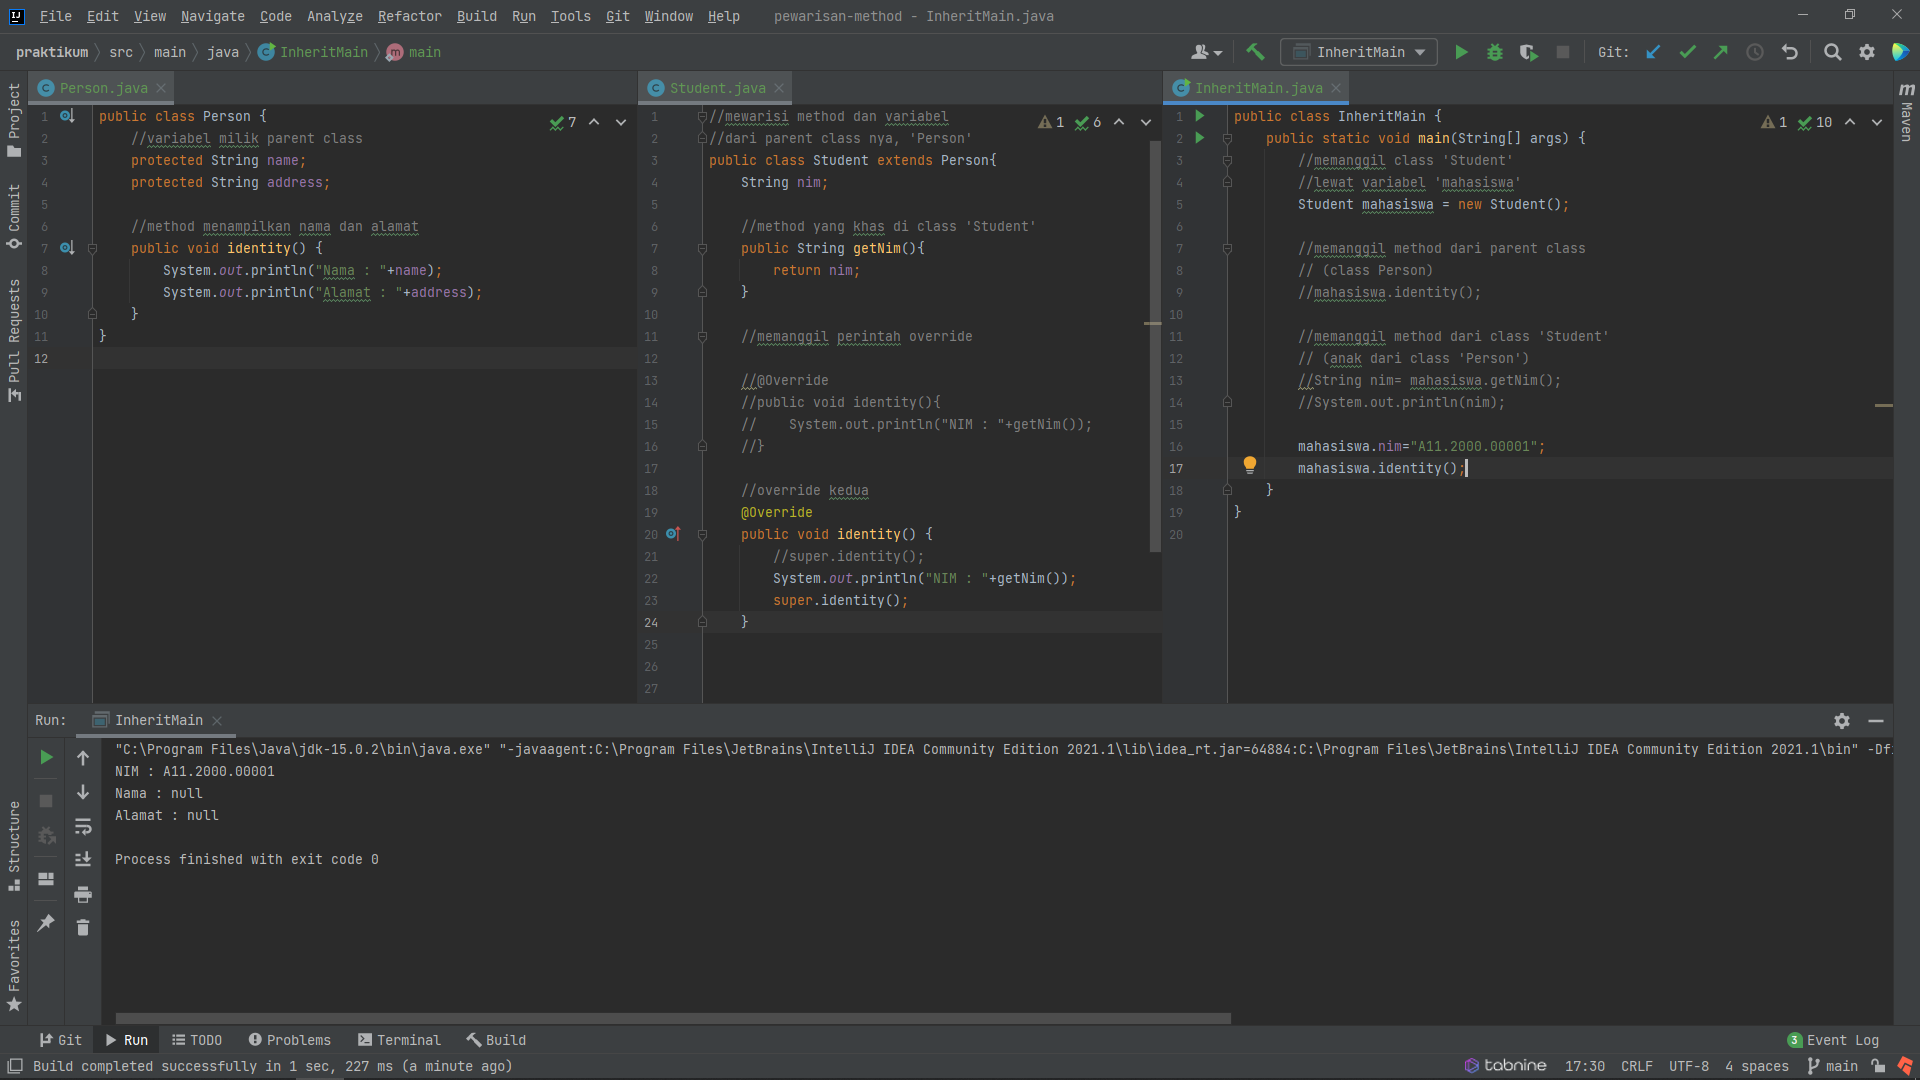 File Edit View Navigate Code Analyze Refactor Build Run Tools Git Window Help pewarisan-method - InheritMain.java
praktikum src main java InheritMain main InheritMain Git:
Project
Commit
Pull Requests
Structure
Favorites
Person.java
1 public class Person {
2 //variabel milik parent class
3 protected String name;
4 protected String address;
5
6 //method menampilkan nama dan alamat
7 public void identity() {
8 System.out.println("Nama : "+name);
9 System.out.println("Alamat : "+address);
10 }
11 }
12
7
Student.java
1 //mewarisi method dan variabel
2 //dari parent class nya, 'Person'
3 public class Student extends Person{
4 String nim;
5
6 //method yang khas di class 'Student'
7 public String getNim(){
8 return nim;
9 }
10
11 //memanggil perintah override
12
13 //@Override
14 //public void identity(){
15 // System.out.println("NIM : "+getNim());
16 //}
17
18 //override kedua
19 @Override
20 public void identity() {
21 //super.identity();
22 System.out.println("NIM : "+getNim());
23 super.identity();
24 }
25
26
27
1 6
InheritMain.java
1 public class InheritMain {
2 public static void main(String[] args) {
3 //memanggil class 'Student'
4 //lewat variabel 'mahasiswa'
5 Student mahasiswa = new Student();
6
7 //memanggil method dari parent class
8 // (class Person)
9 //mahasiswa.identity();
10
11 //memanggil method dari class 'Student'
12 // (anak dari class 'Person')
13 //String nim= mahasiswa.getNim();
14 //System.out.println(nim);
15
16 mahasiswa.nim="A11.2000.00001";
17 mahasiswa.identity();
18 }
19 }
20
1 10
Maven
Run: InheritMain
"C:\Program Files\Java\jdk-15.0.2\bin\java.exe" "-javaagent:C:\Program Files\JetBrains\IntelliJ IDEA Community Edition 2021.1\lib\idea_rt.jar=64884:C:\Program Files\JetBrains\IntelliJ IDEA Community Edition 2021.1\bin"
NIM : A11.2000.00001
Nama : null
Alamat : null
Process finished with exit code 0
Git Run TODO Problems Terminal Build 3 Event Log
Build completed successfully in 1 sec, 227 ms (a minute ago) tabnine 17:30 CRLF UTF-8 4 spaces main